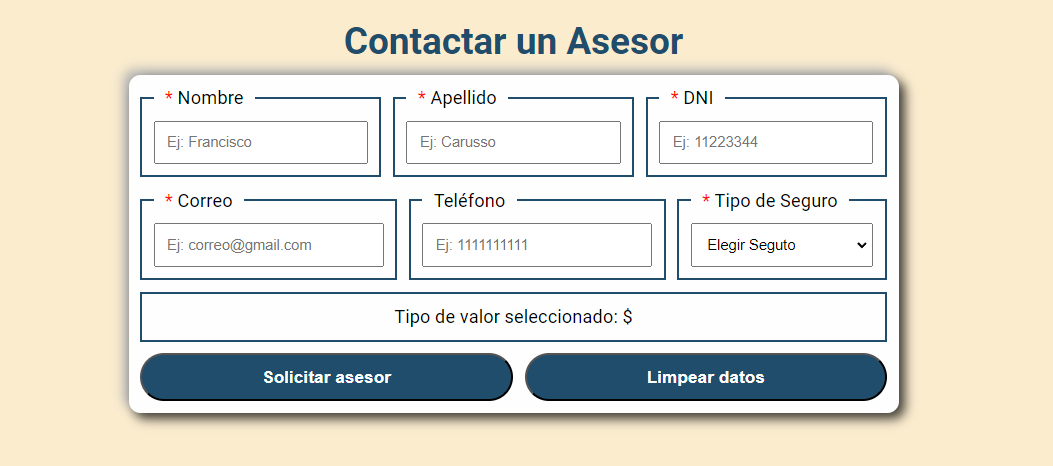 Contactar un Asesor
* Nombre
* Apellido
* DNI
Ej: Francisco
Ej: Carusso
Ej: 11223344
* Correo
Teléfono
* Tipo de Seguro
Ej: correo@gmail.com
Ej: 1111111111
Elegir Seguto
Tipo de valor seleccionado: $
Solicitar asesor
Limpear datos